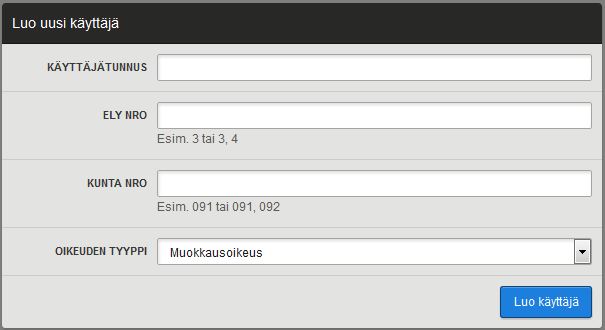 Luo uusi käyttäjä
KÄYTTÄJÄTUNNUS
ELY NRO
Esim. 3 tai 3, 4
KUNTA NRO
Esim. 091 tai 091, 092
OIKEUDEN TYYPPI Muokkausoikeus
Luo käyttäjä